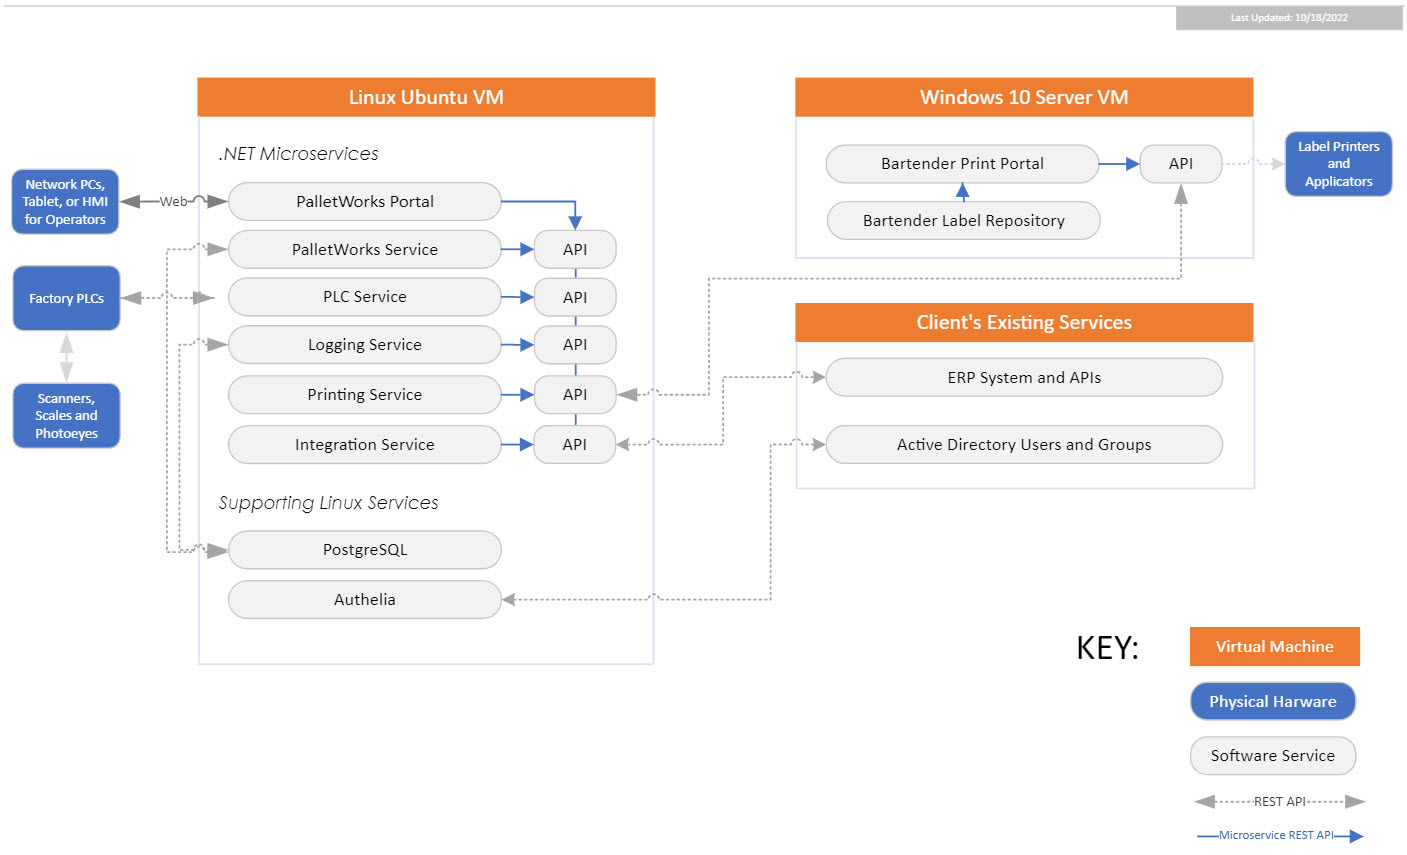 Last Updated: 10/18/2022
Linux Ubuntu VM
.NET Microservices
Network PCs,
Tablet, or HMI
for Operators
Web
PalletWorks Portal
PalletWorks Service
API
Factory PLCs
PLC Service
API
Logging Service
API
Scanners,
Scales and
Photoeyes
Printing Service
API
Integration Service
API
Supporting Linux Services
PostgreSQL
Authelia
Windows 10 Server VM
Bartender Print Portal
API
Bartender Label Repository
Label Printers
and
Applicators
Client's Existing Services
ERP System and APIs
Active Directory Users and Groups
KEY:
Virtual Machine
Physical Harware
Software Service
REST API
Microservice REST API